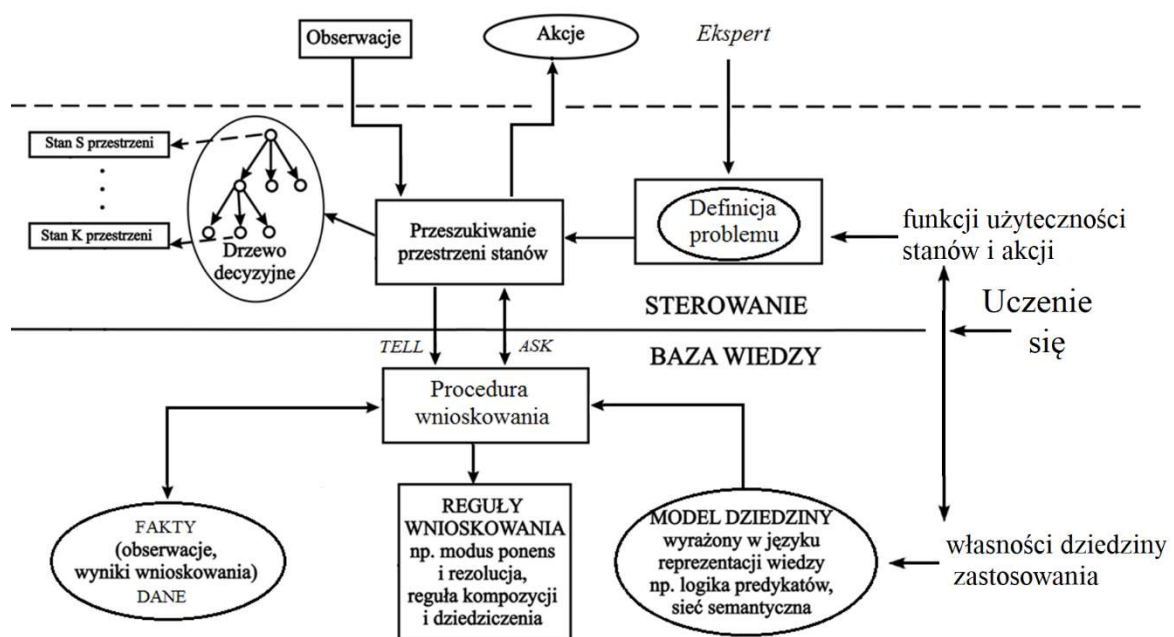 Obserwacje
Akcje
Ekspert
Stan S przestrzeni
Stan K przestrzeni
Drzewo
decyzyjne
Przeszukiwanie
przestrzeni stanów
Definicja
problemu
funkcji użyteczności
stanów i akcji
STEROWANIE
Uczenie
się
TELL
ASK
BAZA WIEDZY
Procedura
wnioskowania
FAKTY
(obserwacje,
wyniki wnioskowania)
DANE
REGUŁY
WNIOSKOWANIA
np. modus ponens
i rezolucja,
reguła kompozycji
i dziedziczenia
MODEL DZIEDZINY
wyrażony w języku
reprezentacji wiedzy
np. logika predykatów,
sieć semantyczna
własności dziedziny
zastosowania